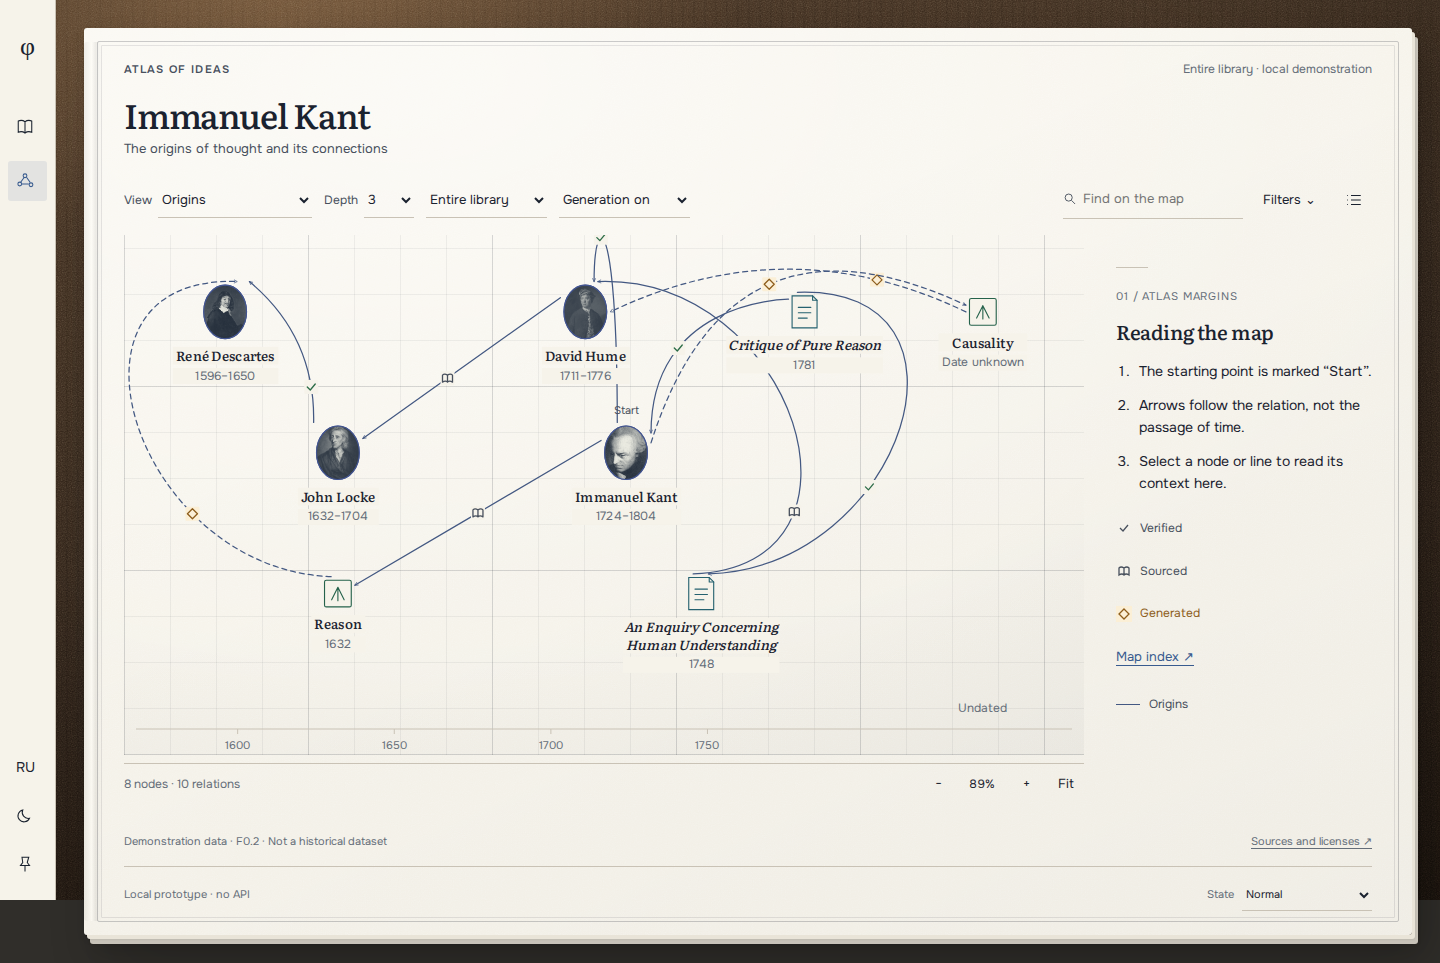 φ
ATLAS OF IDEAS
Entire library · local demonstration
Immanuel Kant
The origins of thought and its connections
View Origins Depth 3 Entire library Generation on
Find on the map Filters
01 / ATLAS MARGINS
Reading the map
1. The starting point is marked “Start”.
2. Arrows follow the relation, not the
passage of time.
3. Select a node or line to read its
context here.
Verified
Sourced
Generated
Map index ↗
Origins
René Descartes
1596–1650
David Hume
1711–1776
Critique of Pure Reason
1781
Causality
Date unknown
Start
John Locke
1632–1704
Immanuel Kant
1724–1804
Reason
1632
An Enquiry Concerning
Human Understanding
1748
Undated
1600 1650 1700 1750
8 nodes · 10 relations
− 89% + Fit
RU
Demonstration data · F0.2 · Not a historical dataset
Sources and licenses ↗
Local prototype · no API
State Normal